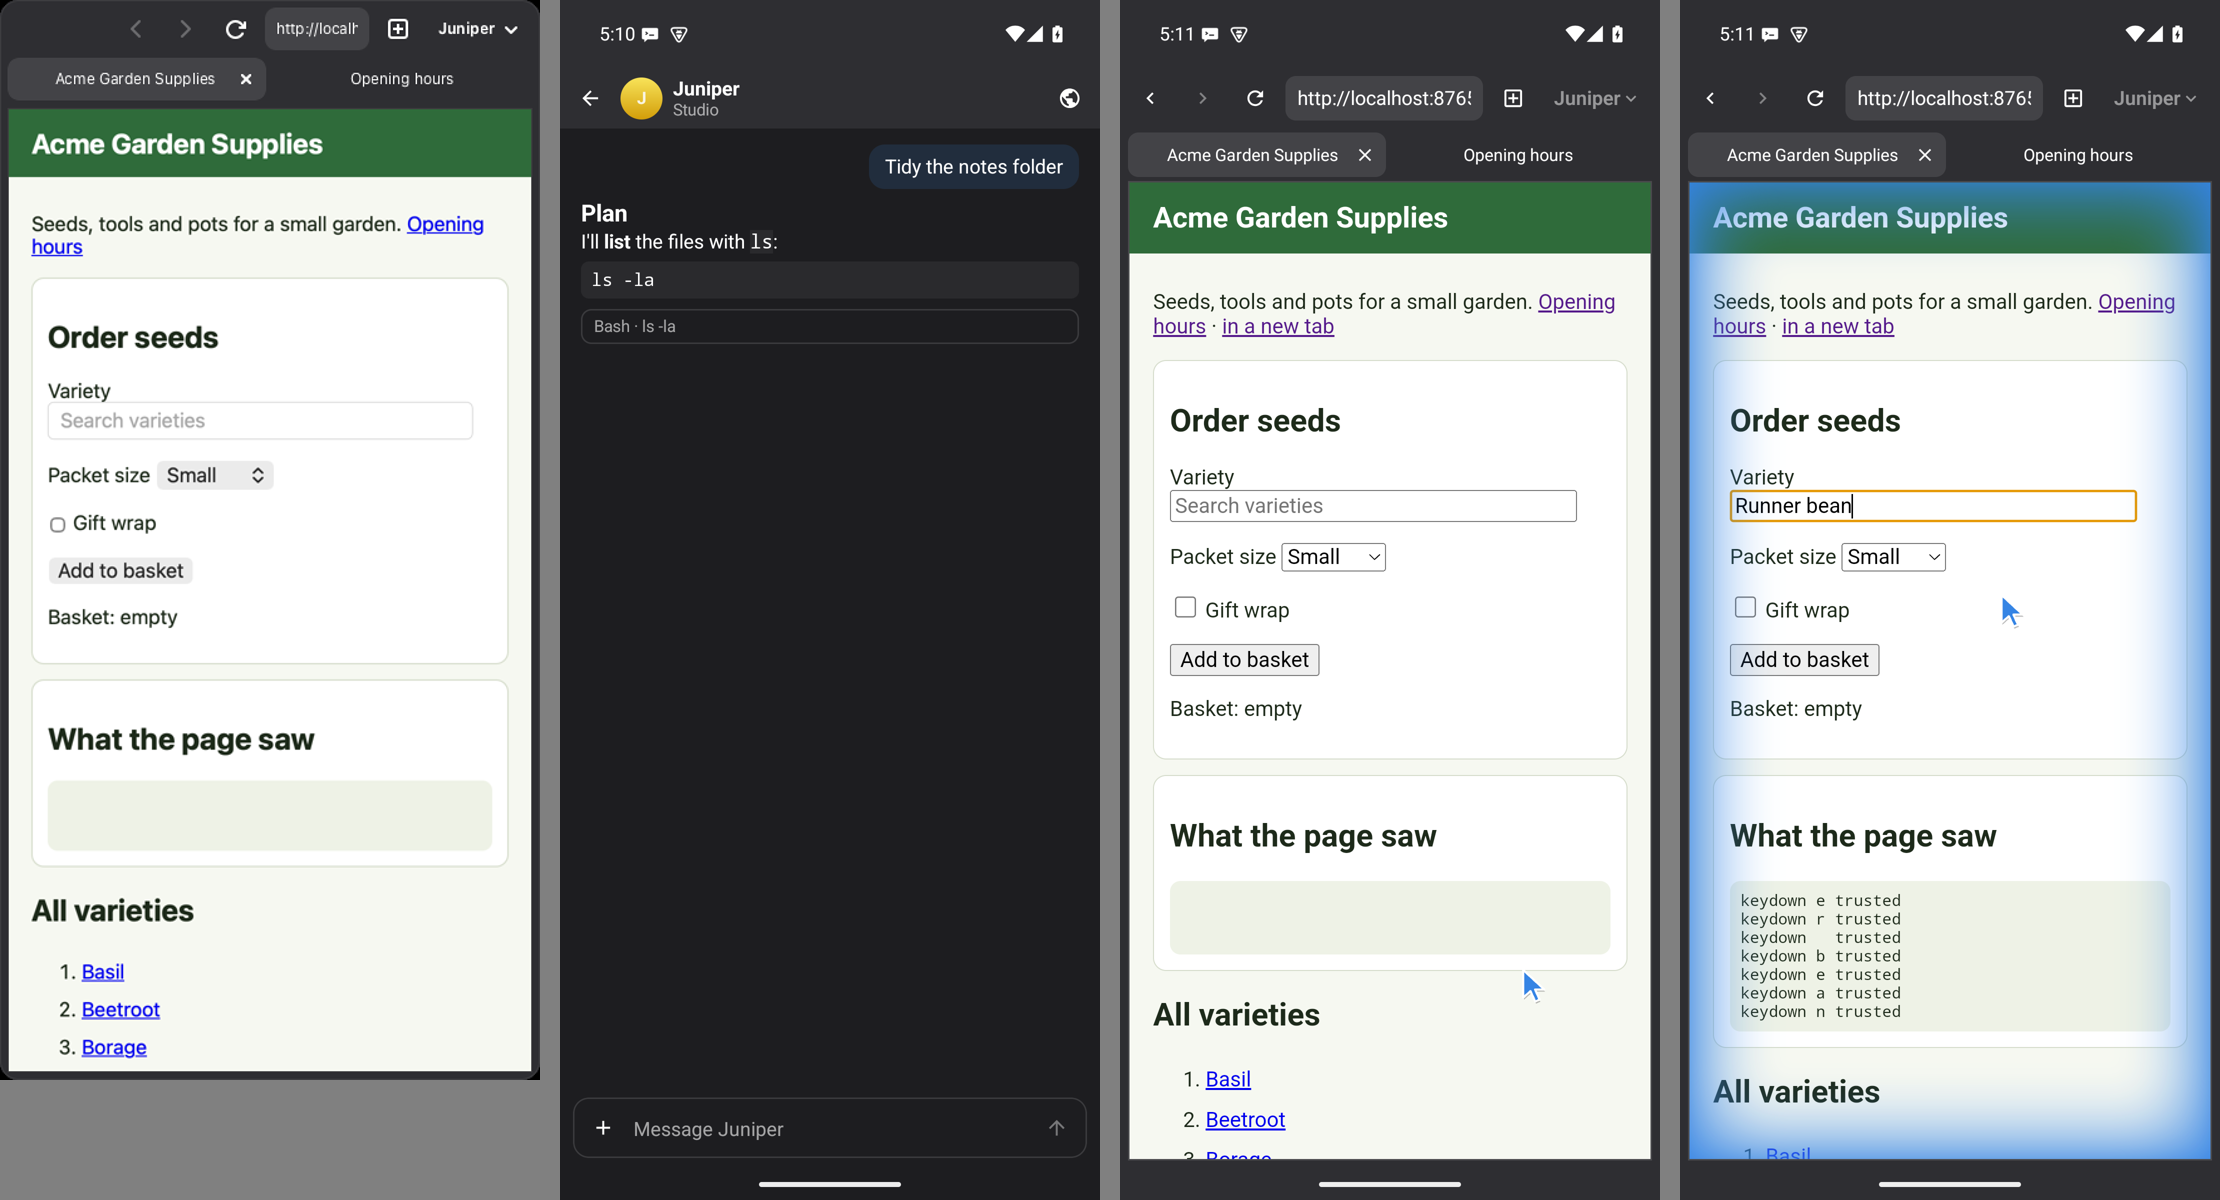 http://localh
Juniper
Acme Garden Supplies
Opening hours
Acme Garden Supplies
Seeds, tools and pots for a small garden. Opening
hours
Order seeds
Variety
Search varieties
Packet size Small
Gift wrap
Add to basket
Basket: empty
What the page saw
All varieties
1. Basil
2. Beetroot
3. Borage
5:10
J
Juniper
Studio
Tidy the notes folder
Plan
I'll list the files with ls:
ls -la
Bash · ls -la
Message Juniper
5:11
http://localhost:8765
Juniper
Acme Garden Supplies
Opening hours
Acme Garden Supplies
Seeds, tools and pots for a small garden. Opening
hours · in a new tab
Order seeds
Variety
Search varieties
Packet size Small
Gift wrap
Add to basket
Basket: empty
What the page saw
All varieties
1. Basil
2. Beetroot
3. Borage
5:11
http://localhost:8765
Juniper
Acme Garden Supplies
Opening hours
Acme Garden Supplies
Seeds, tools and pots for a small garden. Opening
hours · in a new tab
Order seeds
Variety
Runner bean
Packet size Small
Gift wrap
Add to basket
Basket: empty
What the page saw
keydown e trusted
keydown r trusted
keydown   trusted
keydown b trusted
keydown e trusted
keydown a trusted
keydown n trusted
All varieties
1. Basil